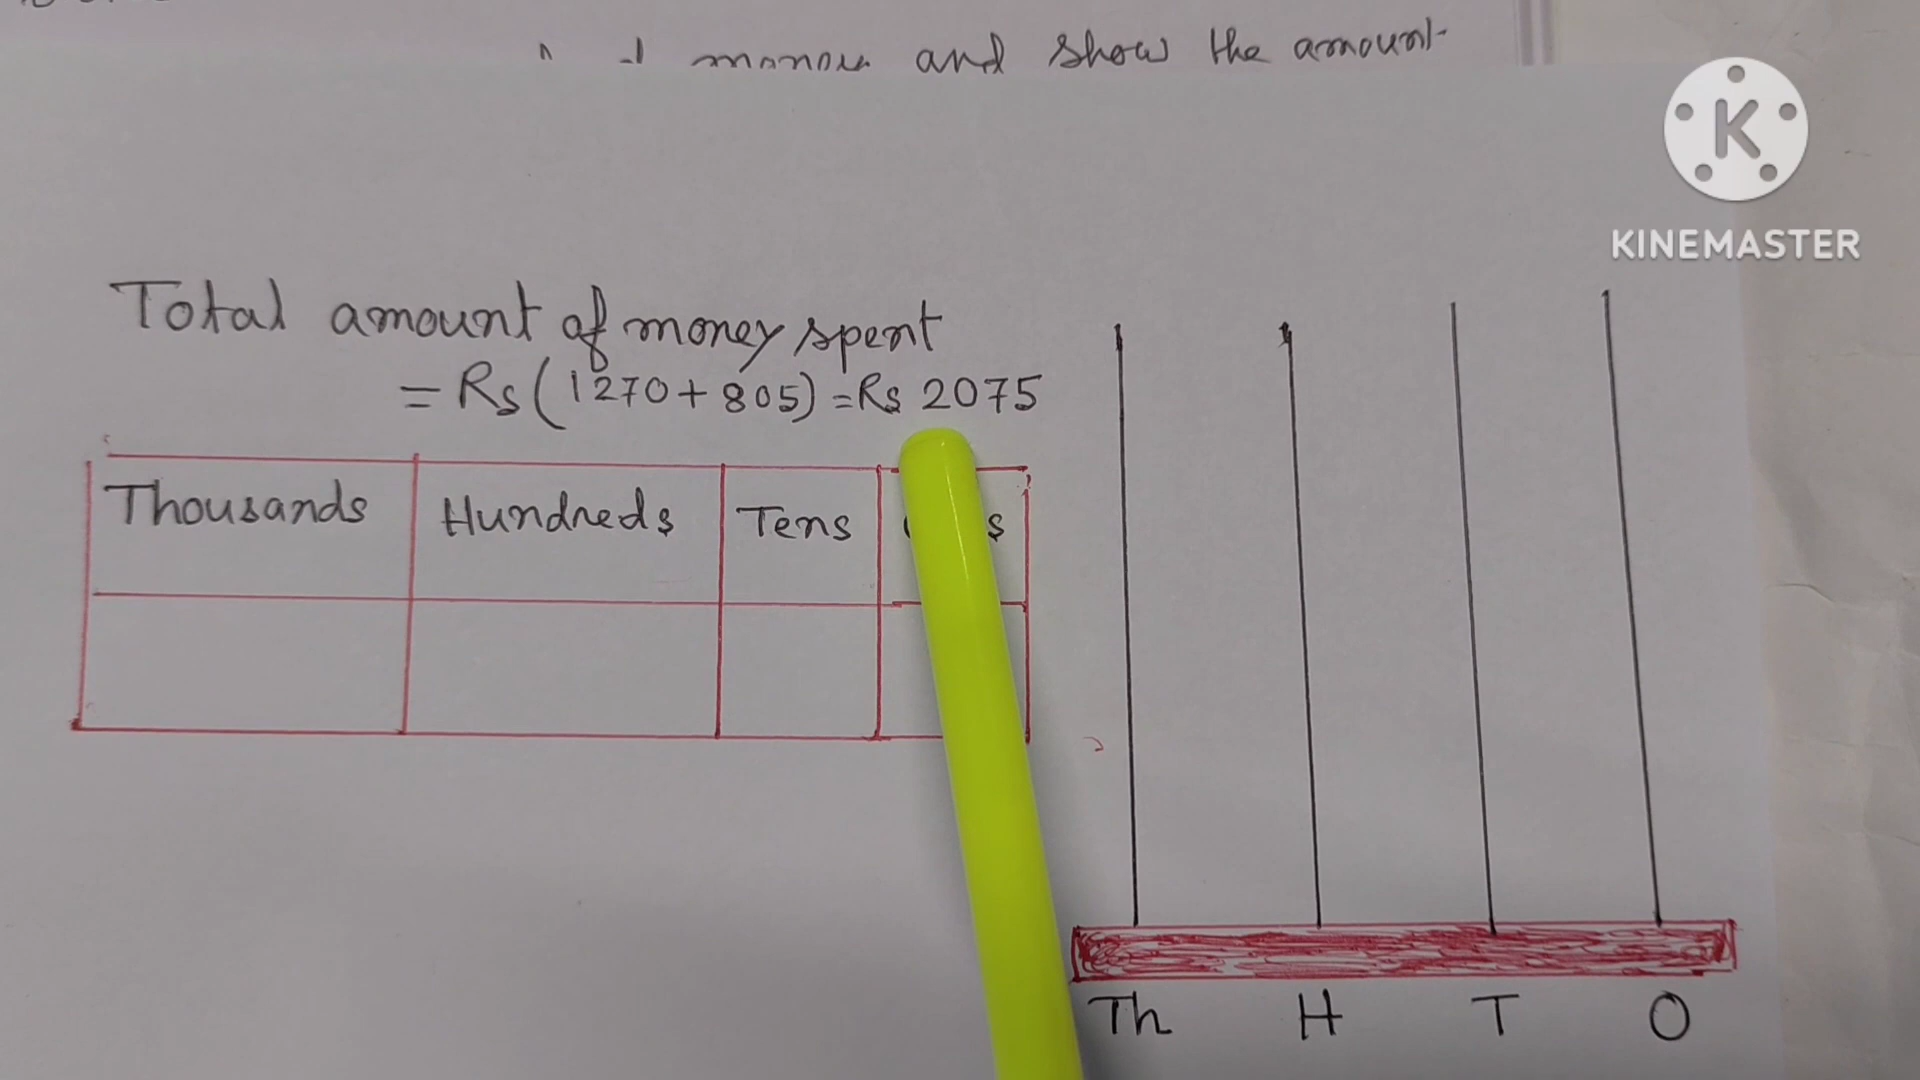 and show the amount
KINEMASTER
Total amount of money spent
= Rs (1270 + 805) = Rs 2075
Thousands Hundreds Tens
Th H T O